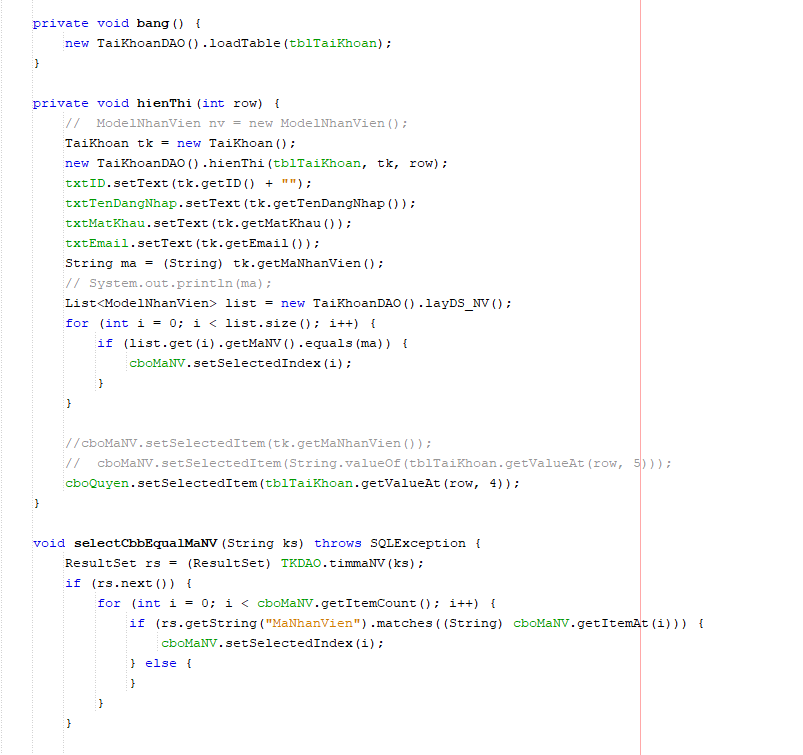 private void bang() {
    new TaiKhoanDAO().loadTable(tblTaiKhoan);
}

private void hienThi(int row) {
    //  ModelNhanVien nv = new ModelNhanVien();
    TaiKhoan tk = new TaiKhoan();
    new TaiKhoanDAO().hienThi(tblTaiKhoan, tk, row);
    txtID.setText(tk.getID() + "");
    txtTenDangNhap.setText(tk.getTenDangNhap());
    txtMatKhau.setText(tk.getMatKhau());
    txtEmail.setText(tk.getEmail());
    String ma = (String) tk.getMaNhanVien();
    // System.out.println(ma);
    List<ModelNhanVien> list = new TaiKhoanDAO().layDS_NV();
    for (int i = 0; i < list.size(); i++) {
        if (list.get(i).getMaNV().equals(ma)) {
            cboMaNV.setSelectedIndex(i);
        }
    }

    //cboMaNV.setSelectedItem(tk.getMaNhanVien());
    //  cboMaNV.setSelectedItem(String.valueOf(tblTaiKhoan.getValueAt(row, 5)));
    cboQuyen.setSelectedItem(tblTaiKhoan.getValueAt(row, 4));
}

void selectCbbEqualMaNV(String ks) throws SQLException {
    ResultSet rs = (ResultSet) TKDAO.timmaNV(ks);
    if (rs.next()) {
        for (int i = 0; i < cboMaNV.getItemCount(); i++) {
            if (rs.getString("MaNhanVien").matches((String) cboMaNV.getItemAt(i))) {
                cboMaNV.setSelectedIndex(i);
            } else {
            }
        }
    }